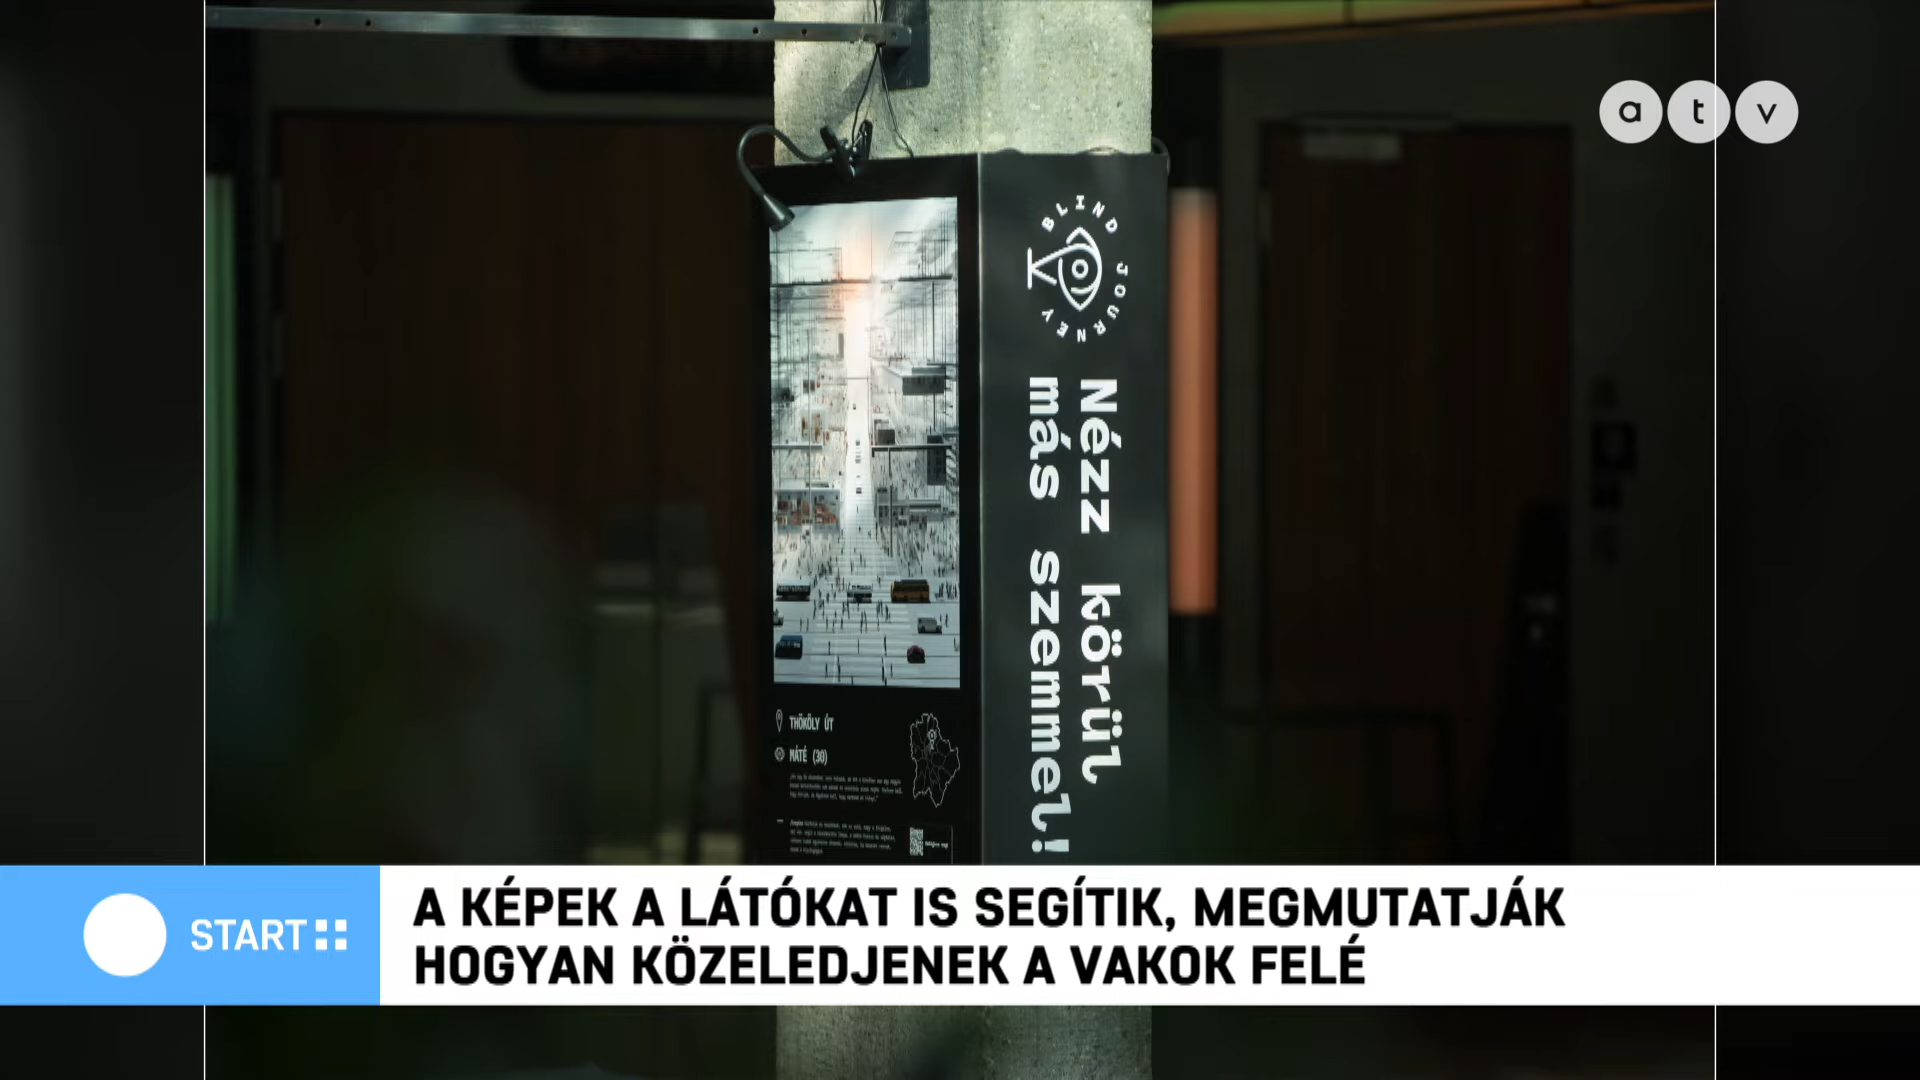 a t v
BLIND JOURNEY
Nézz körül
más szemmel!
THÖKÖLY ÚT
MÁTÉ (30)
START
A KÉPEK A LÁTÓKAT IS SEGÍTIK, MEGMUTATJÁK
HOGYAN KÖZELEDJENEK A VAKOK FELÉ